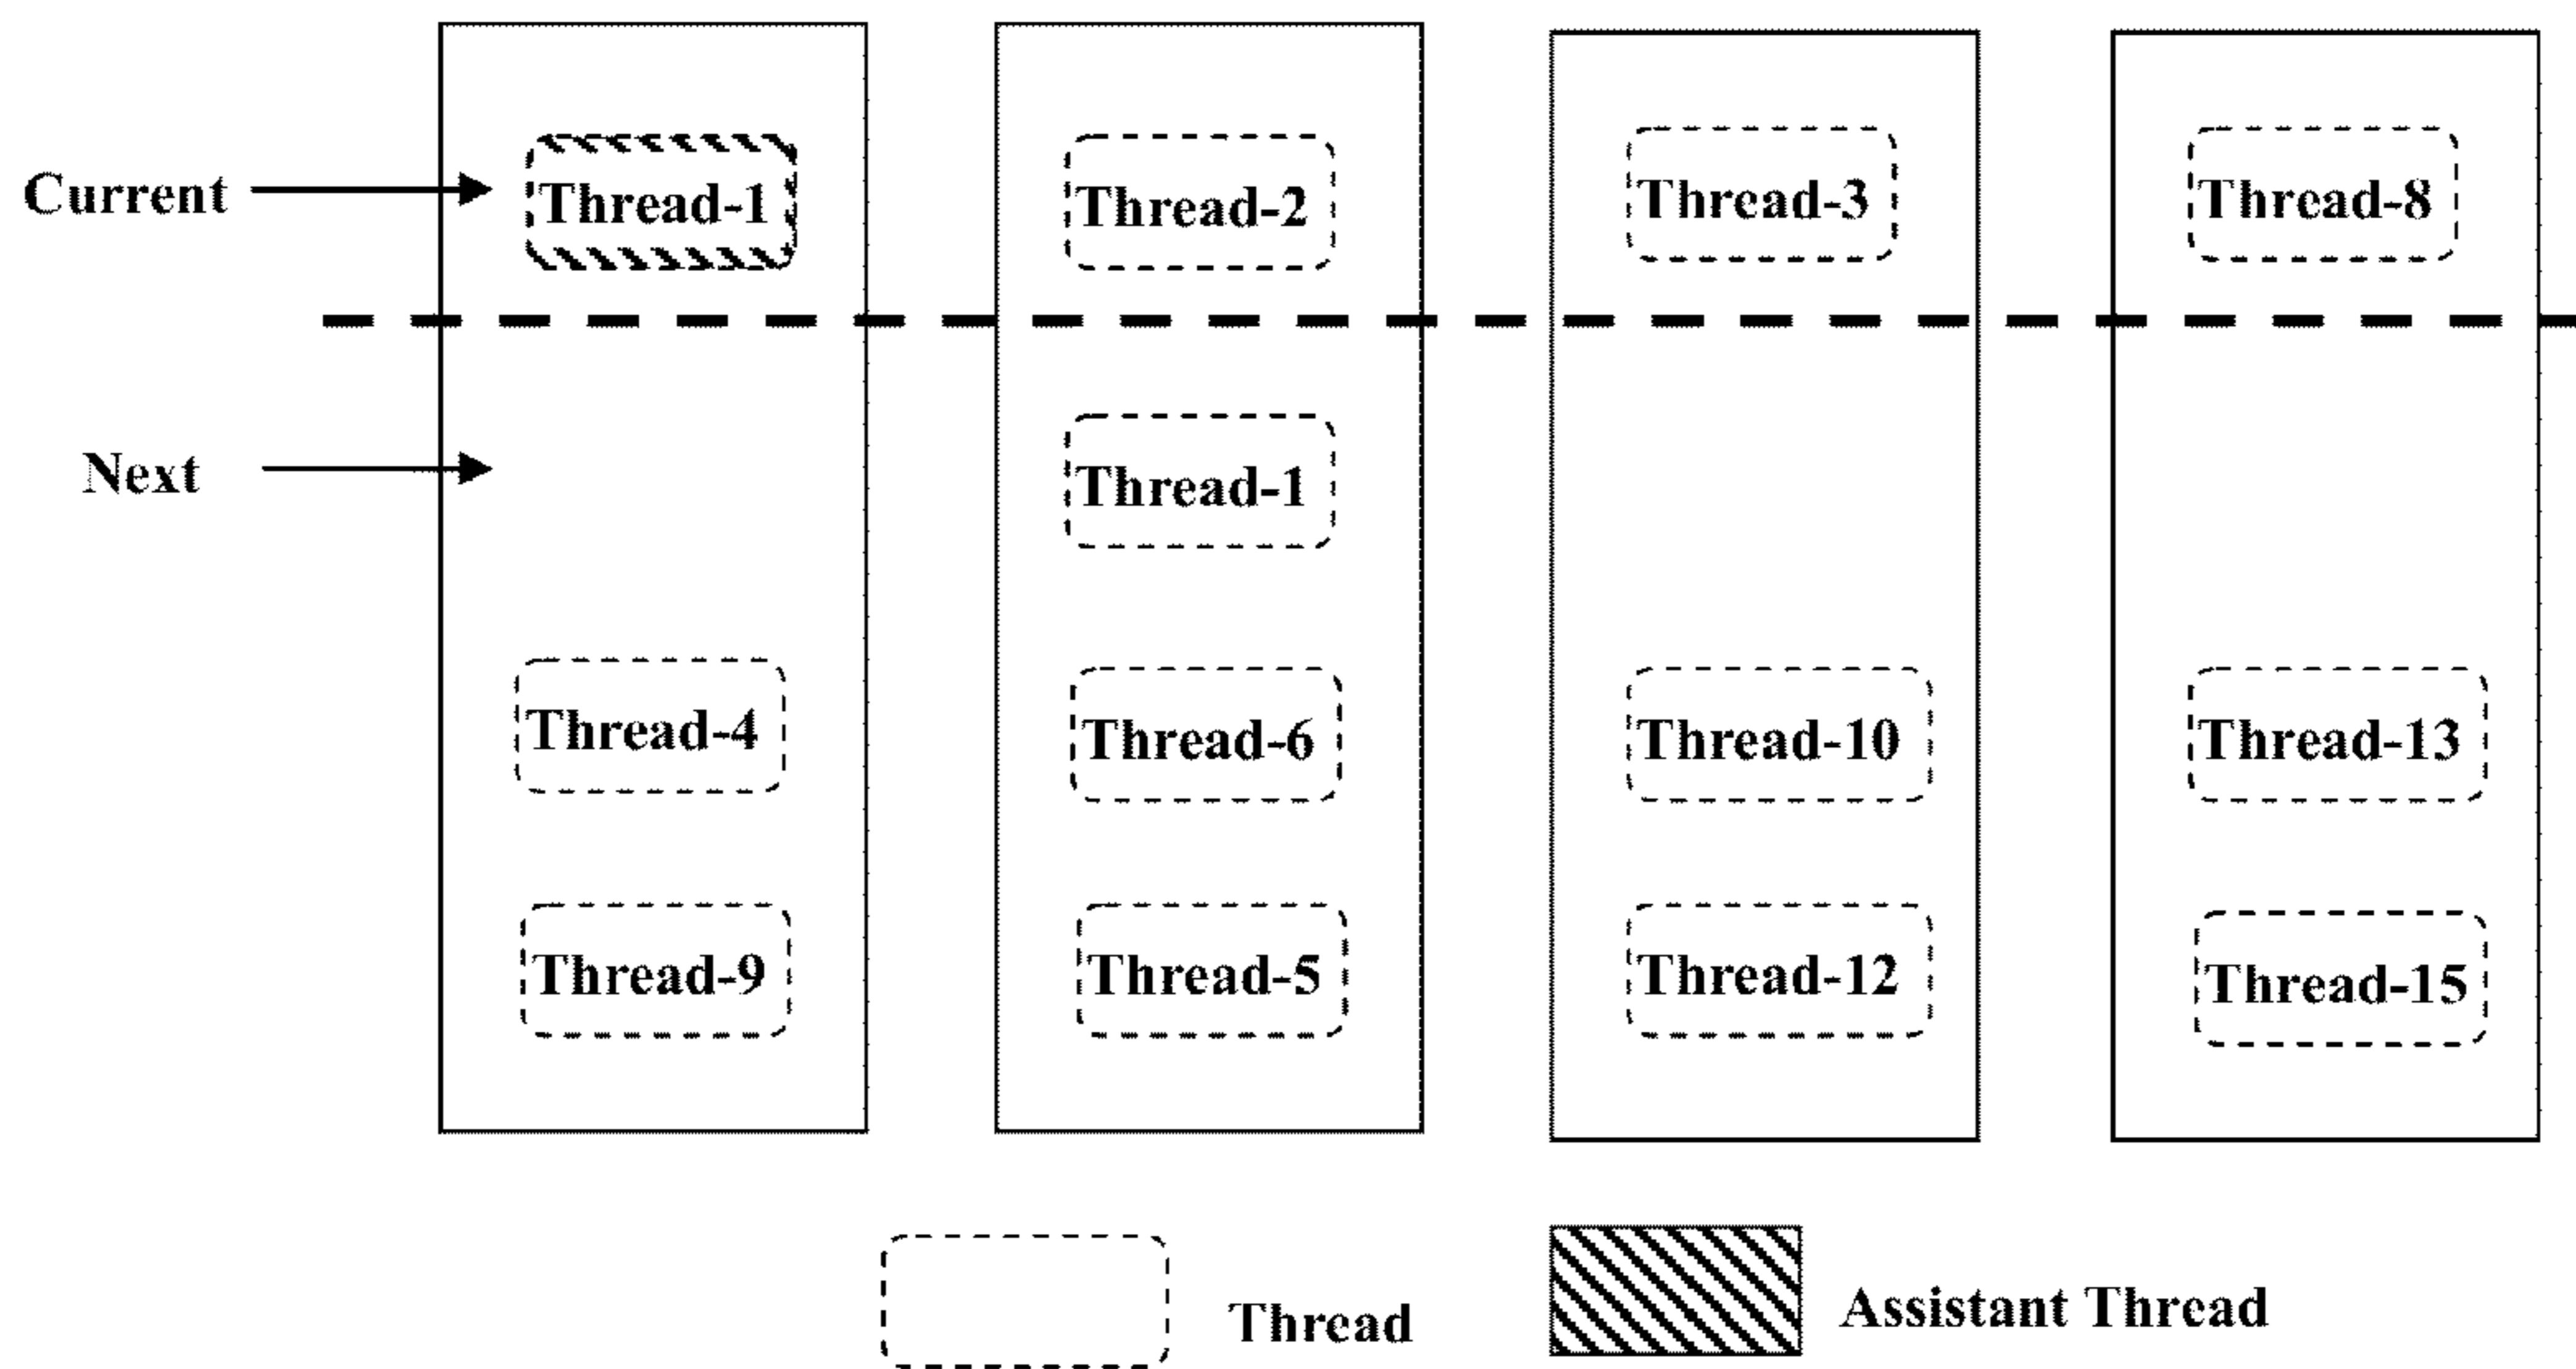 Current
Thread-1
Thread-2
Thread-3
Thread-8
Next
Thread-1
Thread-4
Thread-6
Thread-10
Thread-13
Thread-9
Thread-5
Thread-12
Thread-15
Thread
Assistant Thread